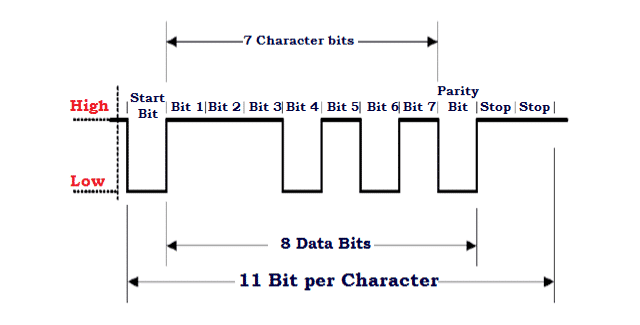 7 Character bits
High
Start Bit
Bit 1
Bit 2
Bit 3
Bit 4
Bit 5
Bit 6
Bit 7
Parity Bit
Stop
Stop
Low
8 Data Bits
11 Bit per Character